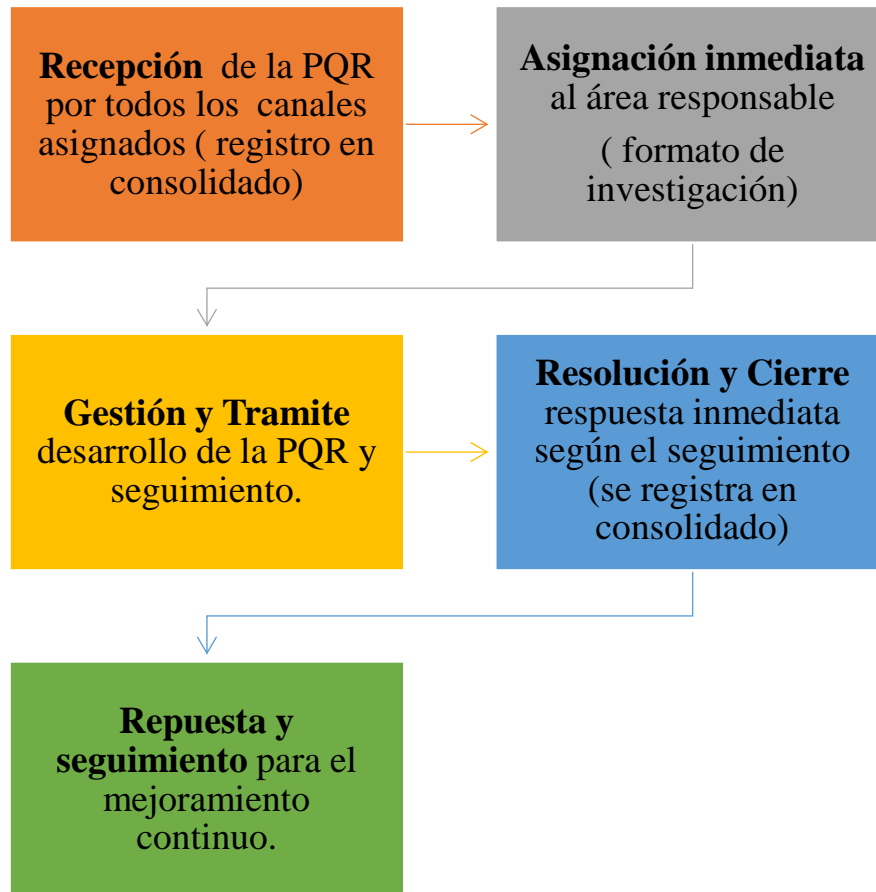 Recepción de la PQR
por todos los canales
asignados ( registro en
consolidado)
Asignación inmediata
al área responsable
( formato de
investigación)
Gestión y Tramite
desarrollo de la PQR y
seguimiento.
Resolución y Cierre
respuesta inmediata
según el seguimiento
(se registra en
consolidado)
Repuesta y
seguimiento para el
mejoramiento
continuo.